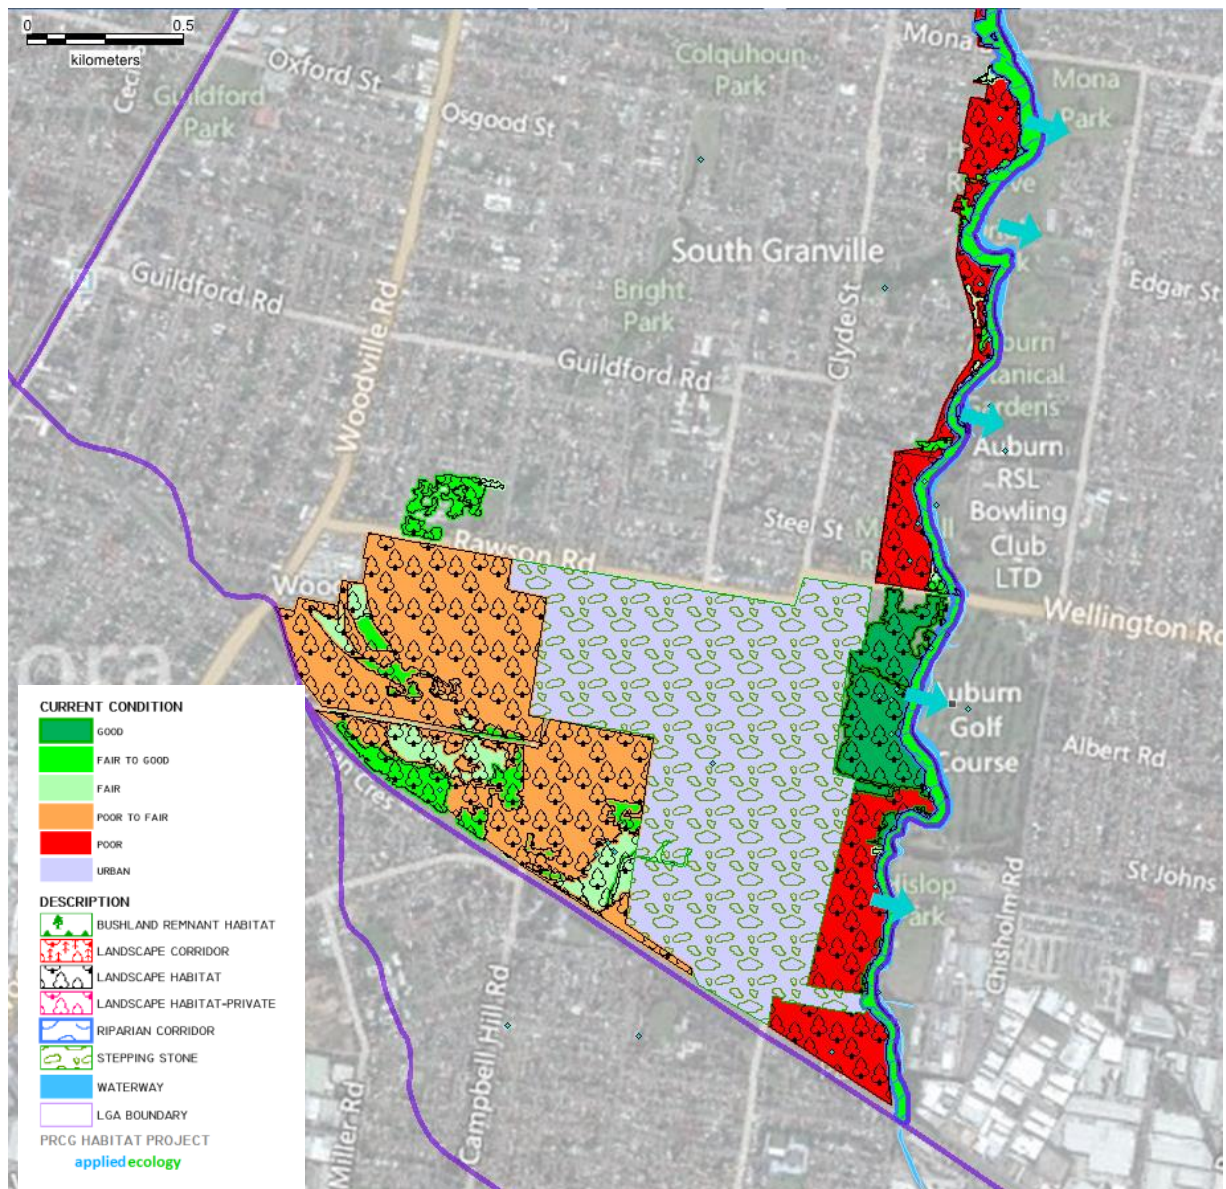 0 0.5
kilometers
Oxford St
Guildford
Park
Osgood St
Colquhoun
Park
Mona
Mona
Park
South Granville
Guildford Rd
Woodville Rd
Bright
Park
Guildford Rd
Clyde St
Edgar St
Auburn
RSL
Bowling
Club
LTD
Steel St
Rawson Rd
Wellington Rd
Golf
Course
Albert Rd
St Johns
Chisholm Rd
Park
Cres
Campbell Hill Rd
Miller Rd
CURRENT CONDITION
GOOD
FAIR TO GOOD
FAIR
POOR TO FAIR
POOR
URBAN
DESCRIPTION
BUSHLAND REMNANT HABITAT
LANDSCAPE CORRIDOR
LANDSCAPE HABITAT
LANDSCAPE HABITAT-PRIVATE
RIPARIAN CORRIDOR
STEPPING STONE
WATERWAY
LGA BOUNDARY
PRCG HABITAT PROJECT
appliedecology